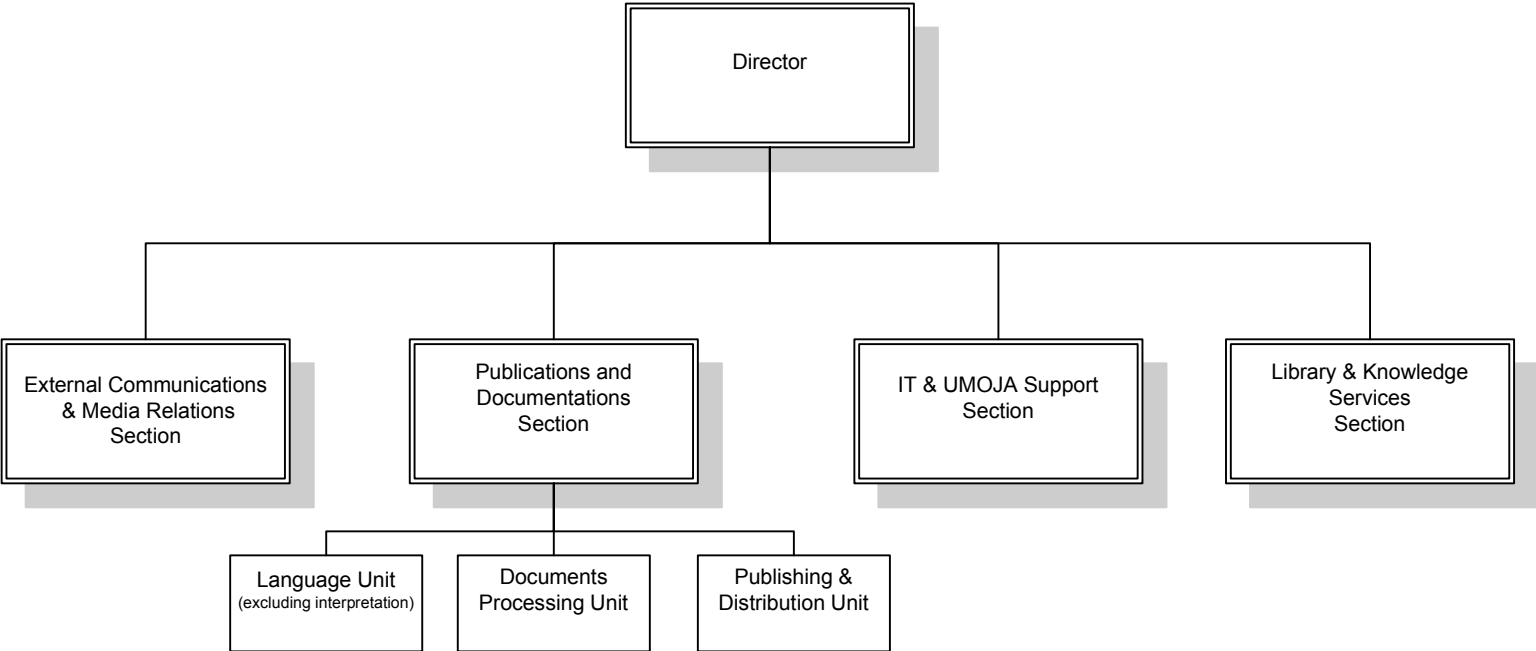 Director
External Communications
& Media Relations
Section
Publications and
Documentations
Section
IT & UMOJA Support
Section
Library & Knowledge
Services
Section
Language Unit
(excluding interpretation)
Documents
Processing Unit
Publishing &
Distribution Unit